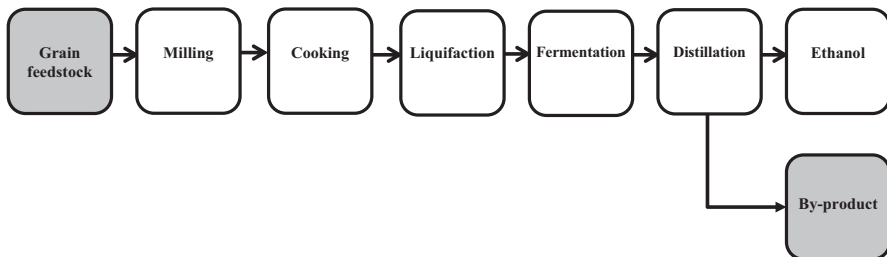 Grain
feedstock
Milling
Cooking
Liquifaction
Fermentation
Distillation
Ethanol
By-product